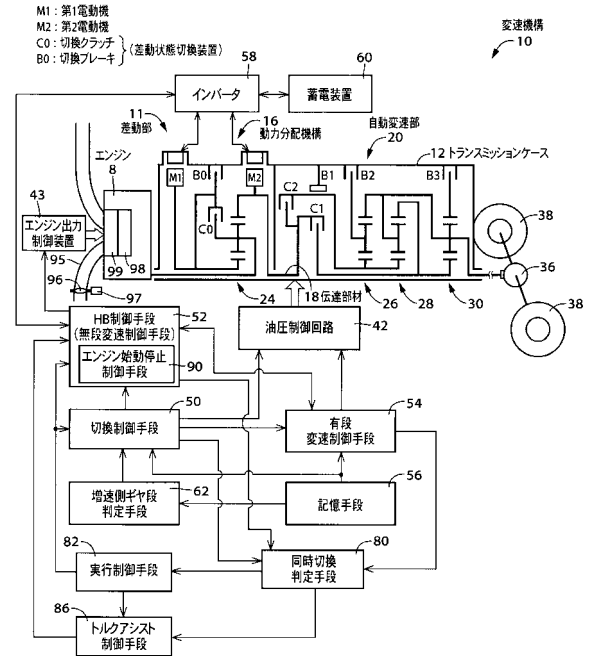 M1：第1電動機
M2：第2電動機
C0：切換クラッチ
B0：切換ブレーキ
(差動状態切換装置)
変速機構
10
58
インバータ
60
蓄電装置
11
差動部
16
動力分配機構
自動変速部
20
12 トランスミッションケース
エンジン
8
43
エンジン出力
制御装置
M1
B0
M2
C0
C2
C1
B1
B2
B3
38
36
38
95
96
97
99
98
24
18 伝達部材
26
28
30
52
HB制御手段
(無段変速制御手段)
エンジン始動停止
制御手段
90
油圧制御回路
42
50
切換制御手段
54
有段
変速制御手段
増速側ギヤ段
判定手段
62
56
記憶手段
82
実行制御手段
80
同時切換
判定手段
86
トルクアシスト
制御手段